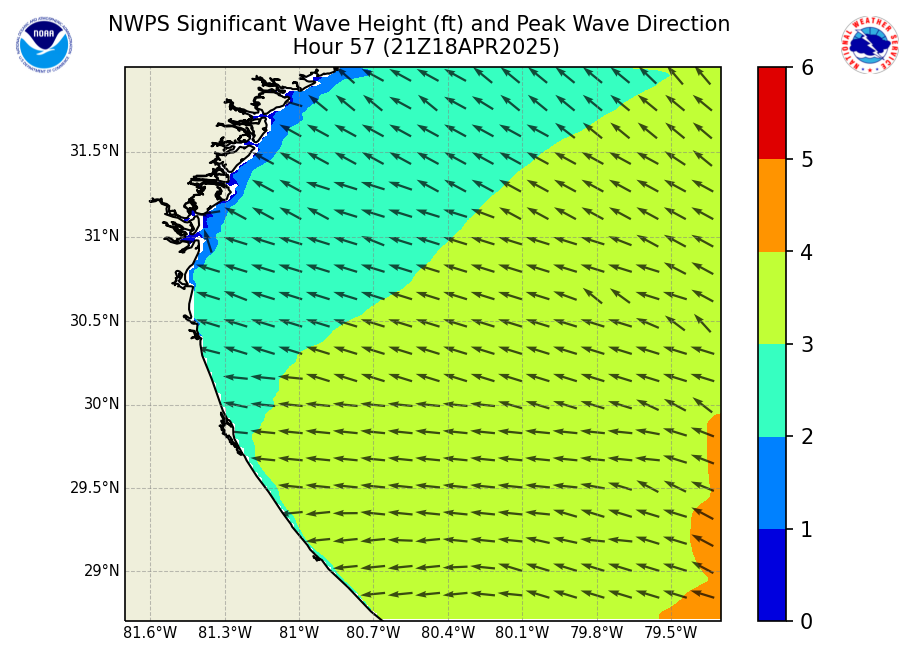 NWPS Significant Wave Height (ft) and Peak Wave Direction
Hour 57 (21Z18APR2025)
NOAA
NATIONAL WEATHER SERVICE
31.5°N
31°N
30.5°N
30°N
29.5°N
29°N
81.6°W 81.3°W 81°W 80.7°W 80.4°W 80.1°W 79.8°W 79.5°W
6
5
4
3
2
1
0